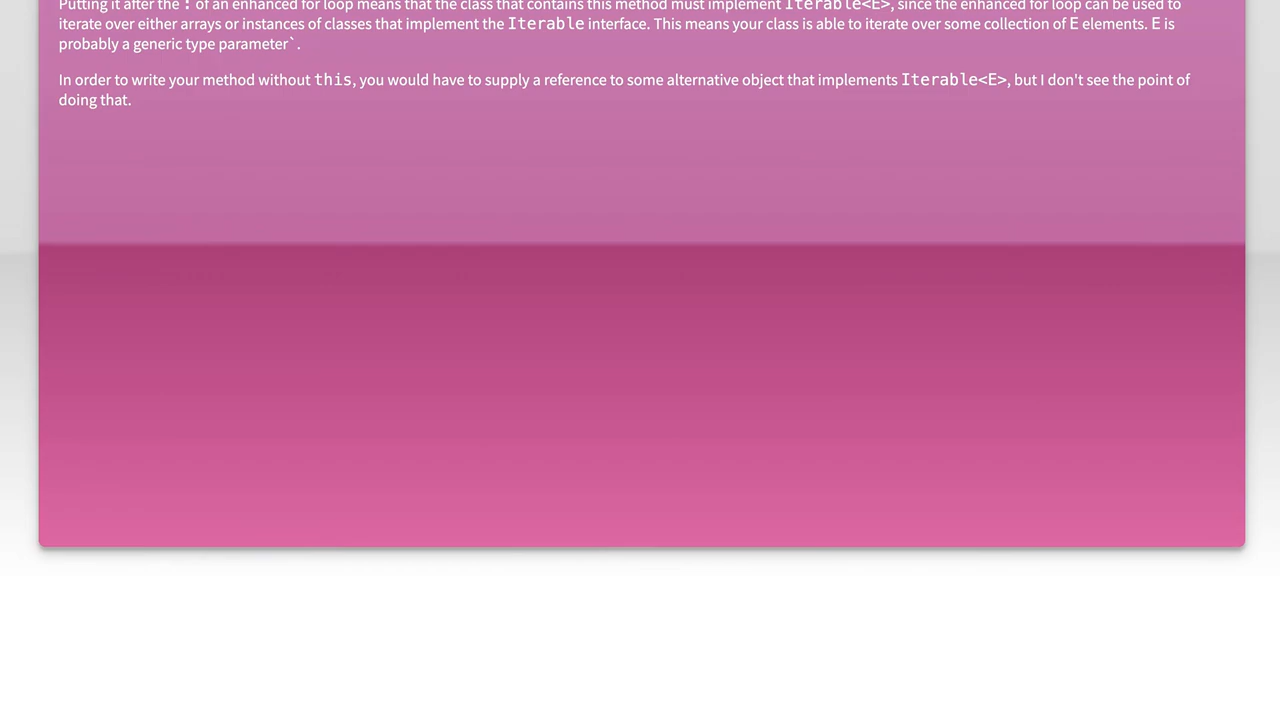 Putting it after the : of an enhanced for loop means that the class that contains this method must implement Iterable<E>, since the enhanced for loop can be used to
iterate over either arrays or instances of classes that implement the Iterable interface. This means your class is able to iterate over some collection of E elements. E is
probably a generic type parameter`.
In order to write your method without this, you would have to supply a reference to some alternative object that implements Iterable<E>, but I don't see the point of
doing that.